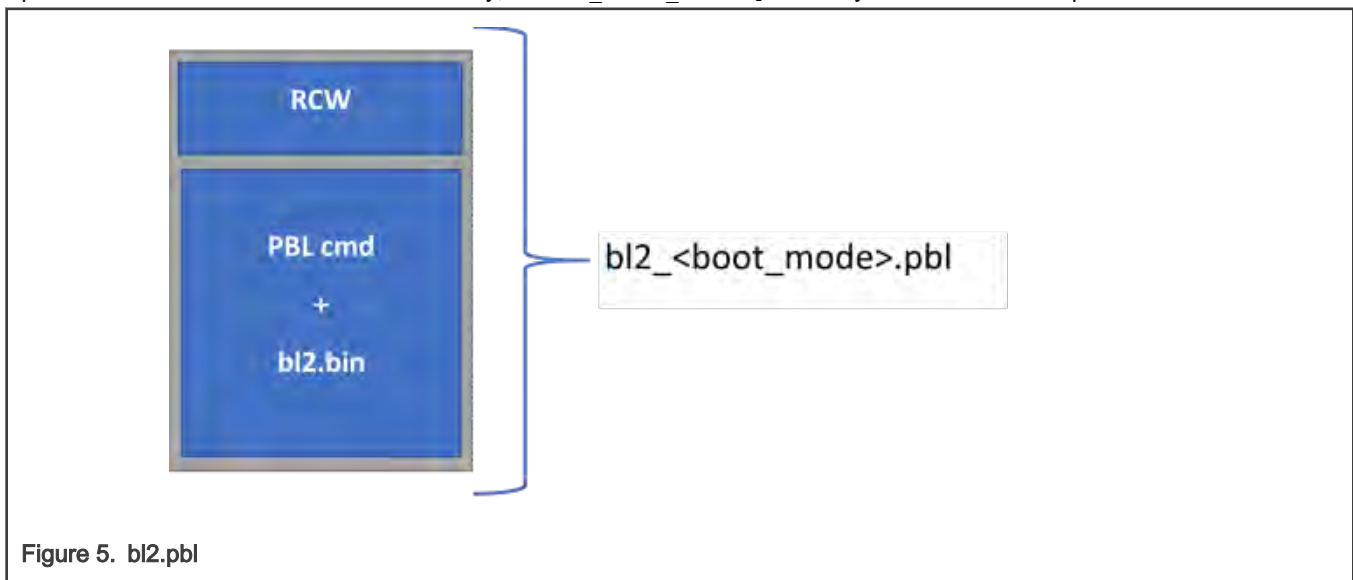 RCW
PBL cmd
+
bl2.bin
bl2_<boot_mode>.pbl
Figure 5. bl2.pbl